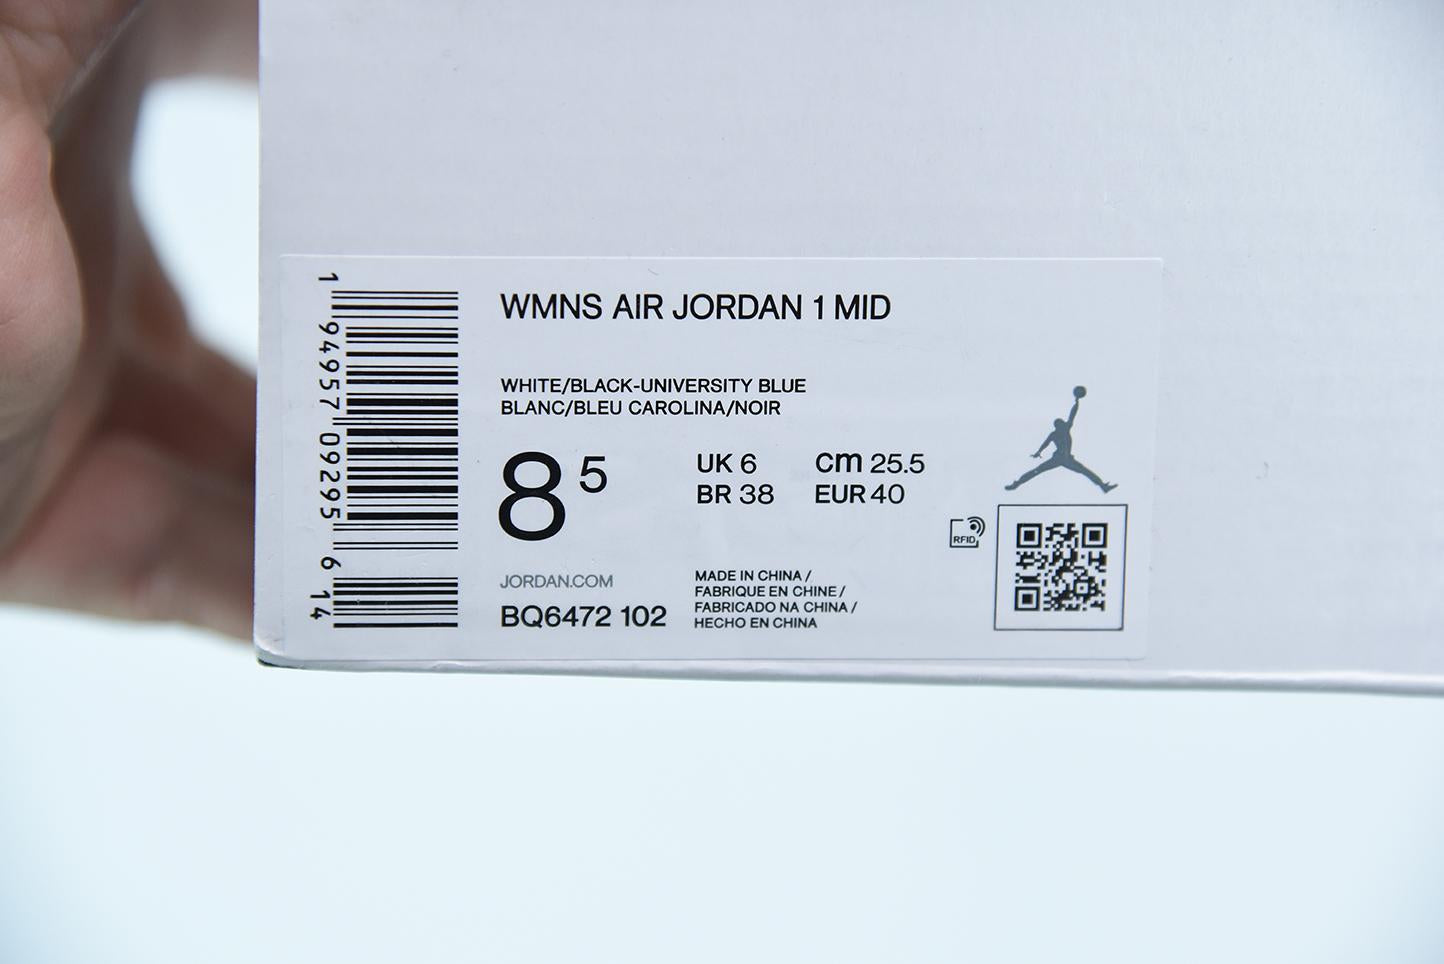 1 94957 09295 6 14
WMNS AIR JORDAN 1 MID
WHITE/BLACK-UNIVERSITY BLUE
BLANC/BLEU CAROLINA/NOIR
8 5
UK 6
cm 25.5
BR 38
EUR 40
RFID
JORDAN.COM
BQ6472 102
MADE IN CHINA /
FABRIQUE EN CHINE /
FABRICADO NA CHINA /
HECHO EN CHINA